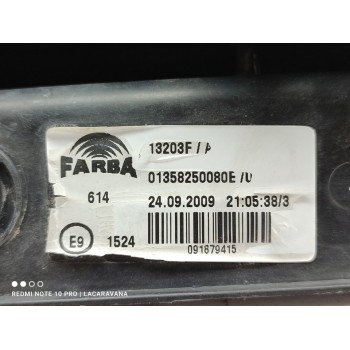 FARBA
13203F / A
01358250080E /0
614
24.09.2009 21:05:38/3
E9 1524
091879415
REDMI NOTE 10 PRO | LACARAVANA